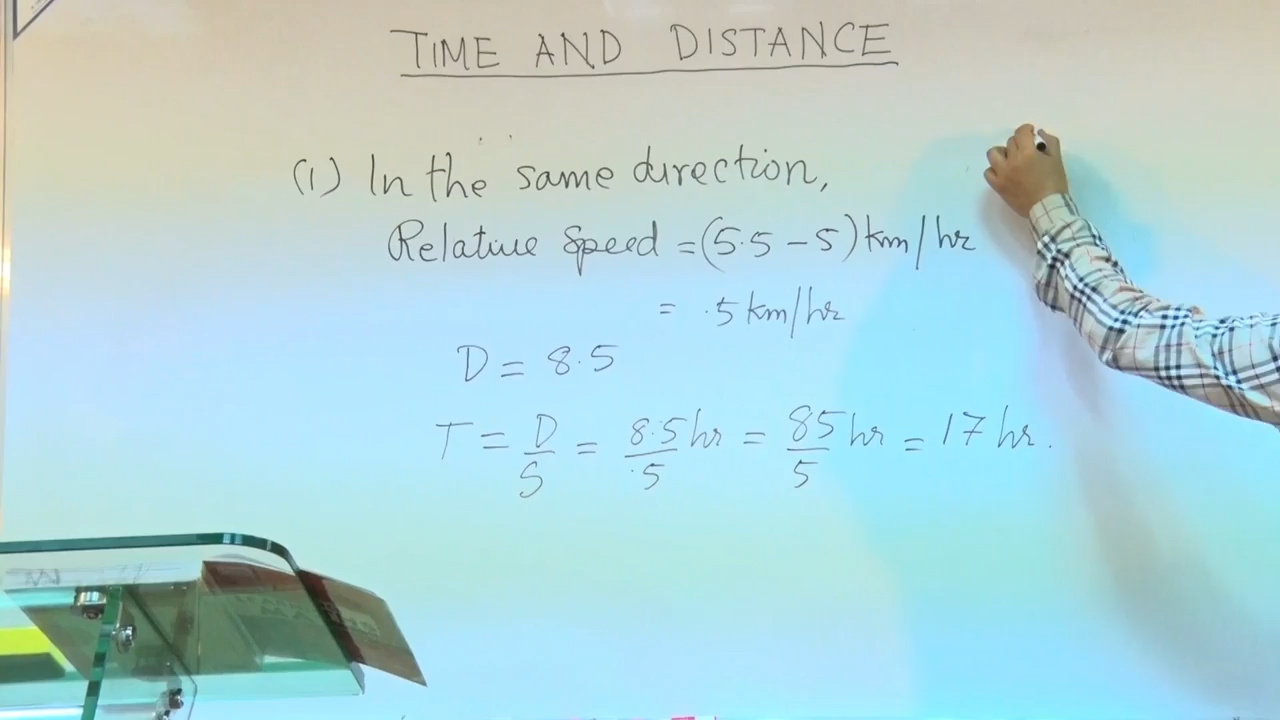 TIME AND DISTANCE
(1) In the same direction,
Relative Speed = (5.5 - 5) km/hr
= .5 km/hr
D = 8.5
T = D/S = 8.5/.5 hr = 85/5 hr = 17 hr.